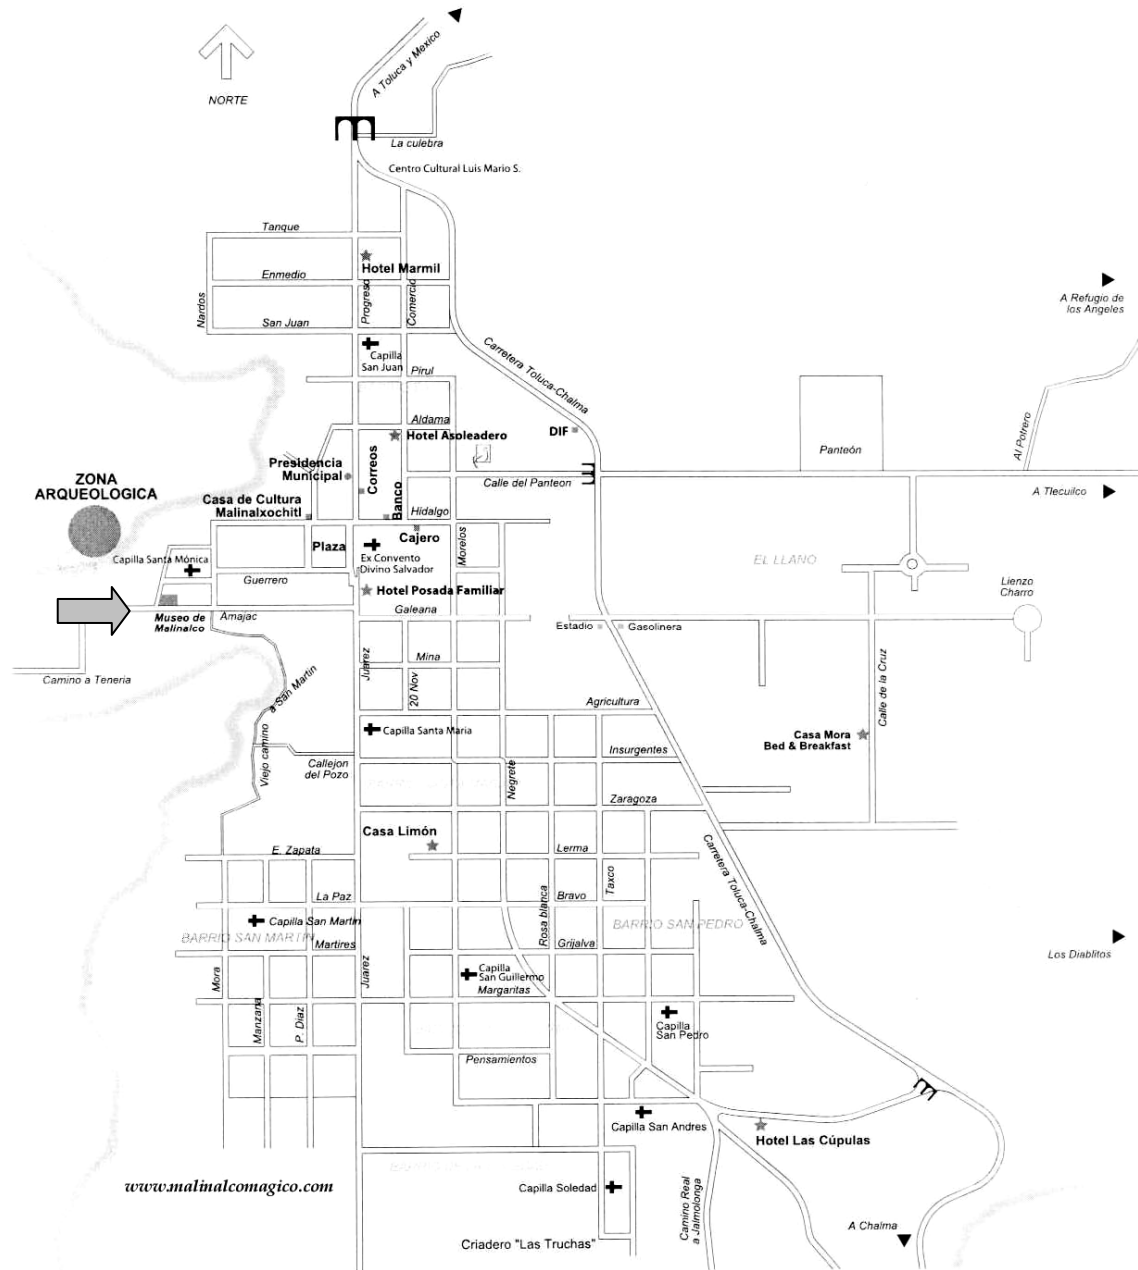 A Toluca y Mexico
NORTE
La culebra
Centro Cultural Luis Mario S.
Tanque
Hotel Marmil
Enmedio
A Refugio de
los Angeles
Nardos
Progreso
Comercio
San Juan
Capilla
San Juan
Carretera Toluca-Chalma
Pirul
Aldama
Hotel Asoleadero
DIF
Al Potrero
Panteón
Presidencia
Municipal
Correos
ZONA
ARQUEOLOGICA
Calle del Panteon
A Tlecuilco
Casa de Cultura
Malinalxochitl
Banco
Hidalgo
Plaza
Cajero
Morelos
Ex Convento
Divino Salvador
Capilla Santa Mónica
EL LLANO
Guerrero
Lienzo
Charro
Hotel Posada Familiar
Museo de
Malinalco
Amajac
Galeana
Estadio
Gasolinera
Juarez
Mina
Camino a Teneria
a San Martin
20 Nov
Calle de la Cruz
Agricultura
Capilla Santa Maria
Casa Mora
Bed & Breakfast
Viejo camino
Insurgentes
Callejon
del Pozo
Negrete
Zaragoza
Casa Limón
E. Zapata
Lerma
Carretera Toluca-Chalma
Taxco
La Paz
Bravo
Rosa blanca
Capilla San Martin
BARRIO SAN PEDRO
BARRIO SAN MARTIN
Martires
Grijalva
Los Diablitos
Mora
Juarez
Capilla
San Guillermo
Margaritas
Manzana
P. Diaz
Capilla
San Pedro
Pensamientos
Capilla San Andres
Hotel Las Cúpulas
www.malinalcomagico.com
Capilla Soledad
Camino Real
a Jalmolonga
A Chalma
Criadero "Las Truchas"